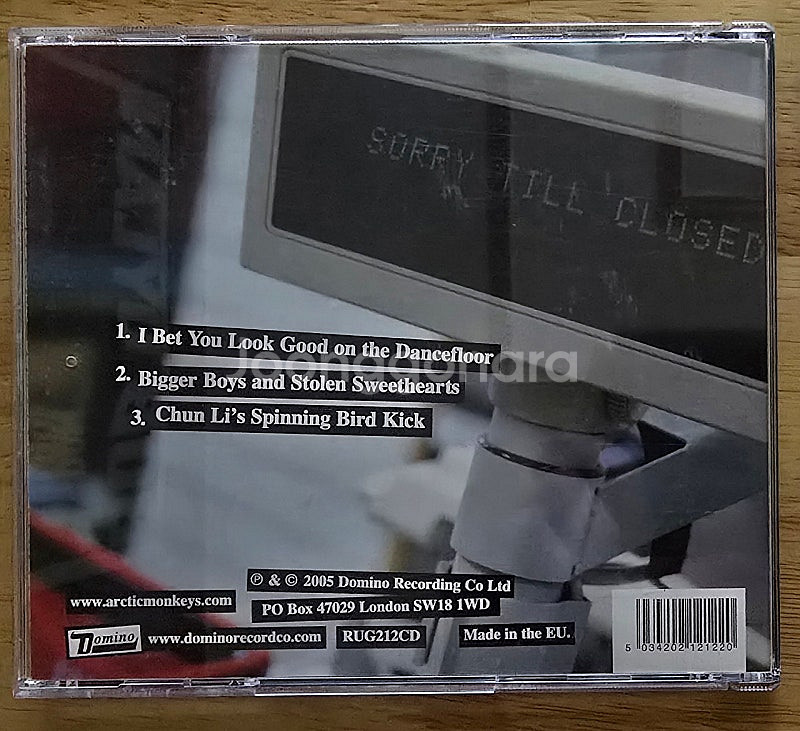 SORRY TILL CLOSED
1. I Bet You Look Good on the Dancefloor
Joongonara
2. Bigger Boys and Stolen Sweethearts
3. Chun Li's Spinning Bird Kick
℗ & © 2005 Domino Recording Co Ltd
www.arcticmonkeys.com
PO Box 47029 London SW18 1WD
Domino
www.dominorecordco.com
RUG212CD
Made in the EU.
5 034202 121220